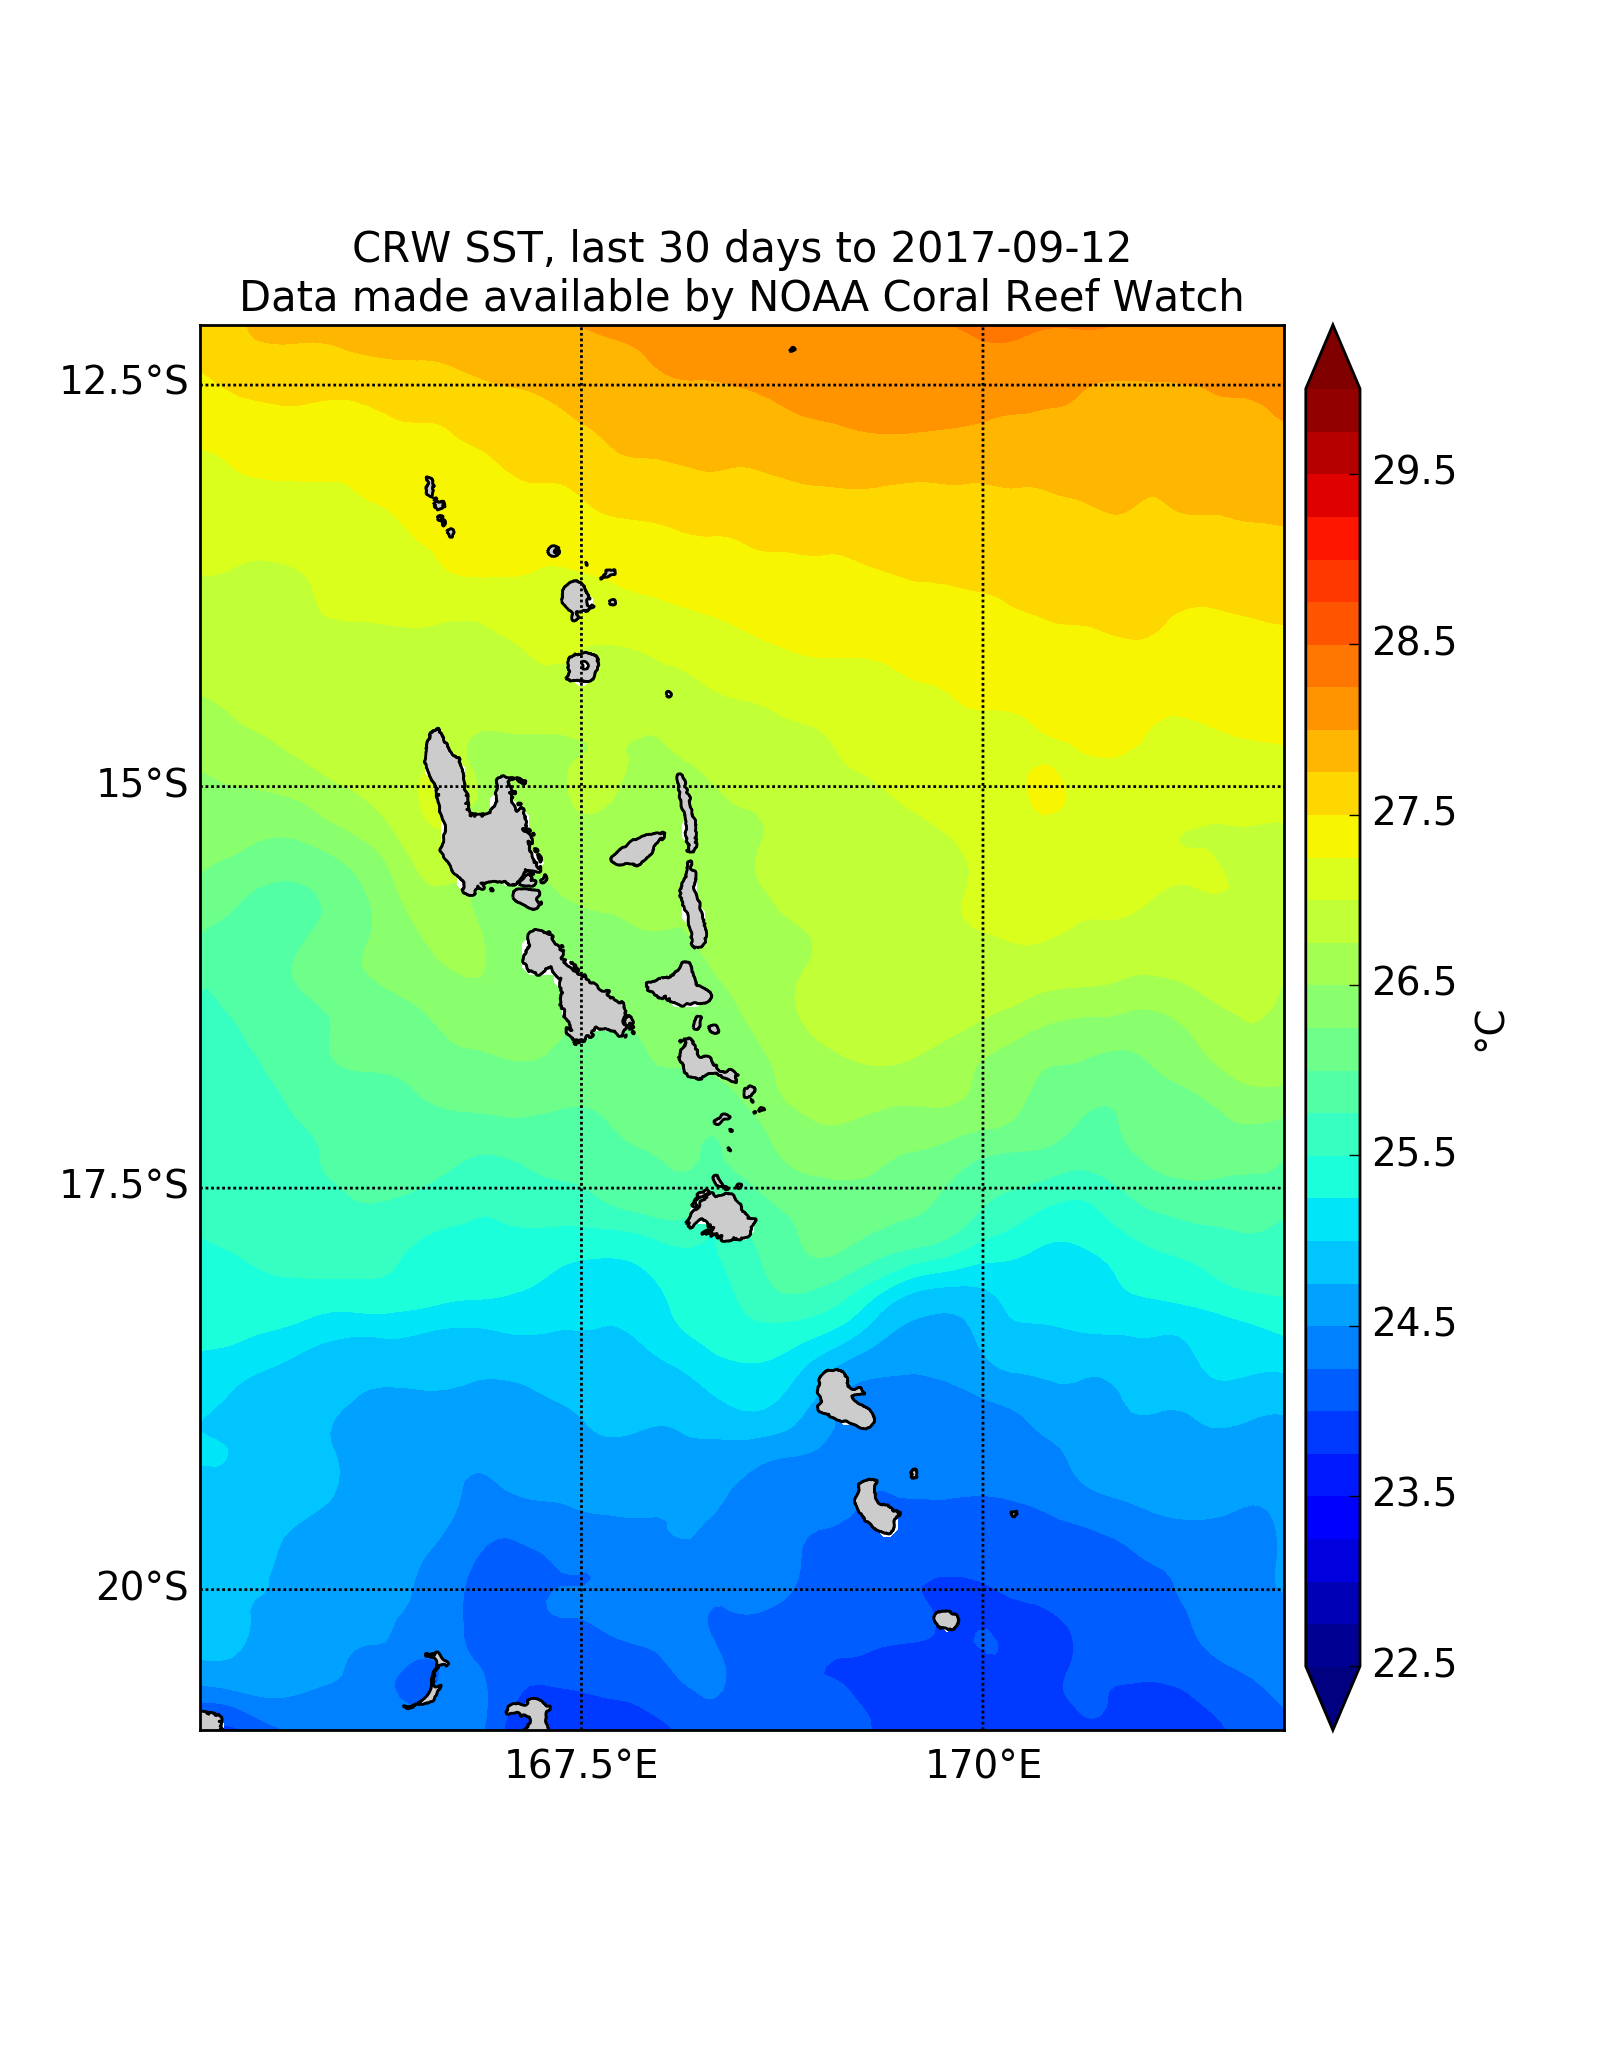 CRW SST, last 30 days to 2017-09-12
Data made available by NOAA Coral Reef Watch
12.5°S
15°S
17.5°S
20°S
167.5°E
170°E
29.5
28.5
27.5
26.5
25.5
24.5
23.5
22.5
°C